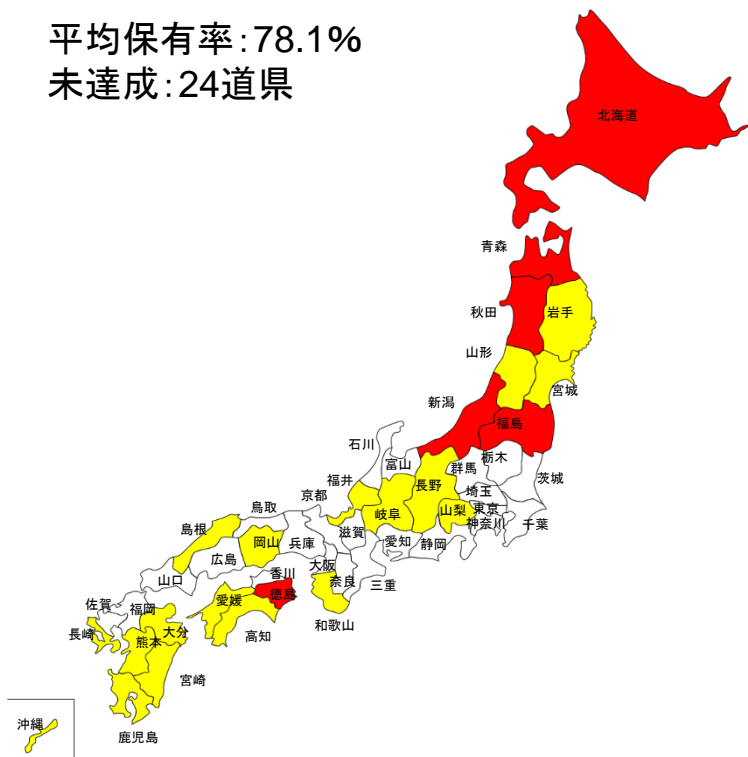 平均保有率:78.1%
未達成:24道県
北海道
青森
秋田
岩手
山形
宮城
新潟
福島
石川
富山
群馬
栃木
茨城
福井
長野
埼玉
京都
岐阜
山梨
東京
鳥取
滋賀
愛知
静岡
神奈川
千葉
島根
岡山
兵庫
広島
大阪
奈良
三重
山口
香川
徳島
愛媛
和歌山
佐賀
福岡
高知
長崎
熊本
大分
宮崎
沖縄
鹿児島